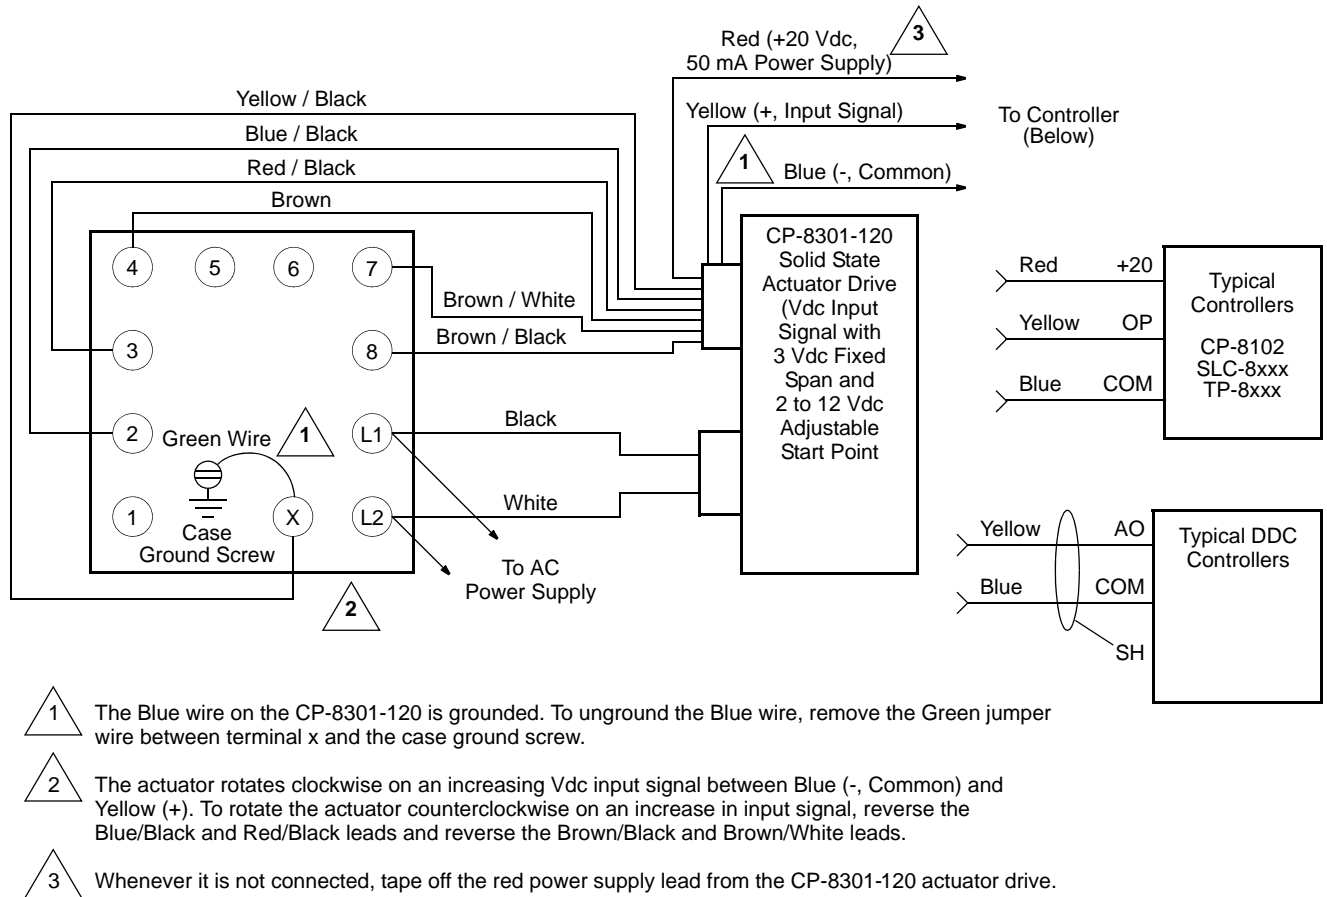 Red (+20 Vdc,
50 mA Power Supply)
3
Yellow / Black
Yellow (+, Input Signal)
To Controller
(Below)
Blue / Black
1
Blue (-, Common)
Red / Black
Brown
4
5
6
7
3
8
2
L1
1
X
L2
Green Wire
1
Case
Ground Screw
2
Brown / White
Brown / Black
Black
White
To AC
Power Supply
CP-8301-120
Solid State
Actuator Drive
(Vdc Input
Signal with
3 Vdc Fixed
Span and
2 to 12 Vdc
Adjustable
Start Point
Red +20
Yellow OP
Blue COM
Typical
Controllers
CP-8102
SLC-8xxx
TP-8xxx
Yellow AO
Blue COM
SH
Typical DDC
Controllers
1 The Blue wire on the CP-8301-120 is grounded. To unground the Blue wire, remove the Green jumper
wire between terminal x and the case ground screw.
2 The actuator rotates clockwise on an increasing Vdc input signal between Blue (-, Common) and
Yellow (+). To rotate the actuator counterclockwise on an increase in input signal, reverse the
Blue/Black and Red/Black leads and reverse the Brown/Black and Brown/White leads.
3 Whenever it is not connected, tape off the red power supply lead from the CP-8301-120 actuator drive.